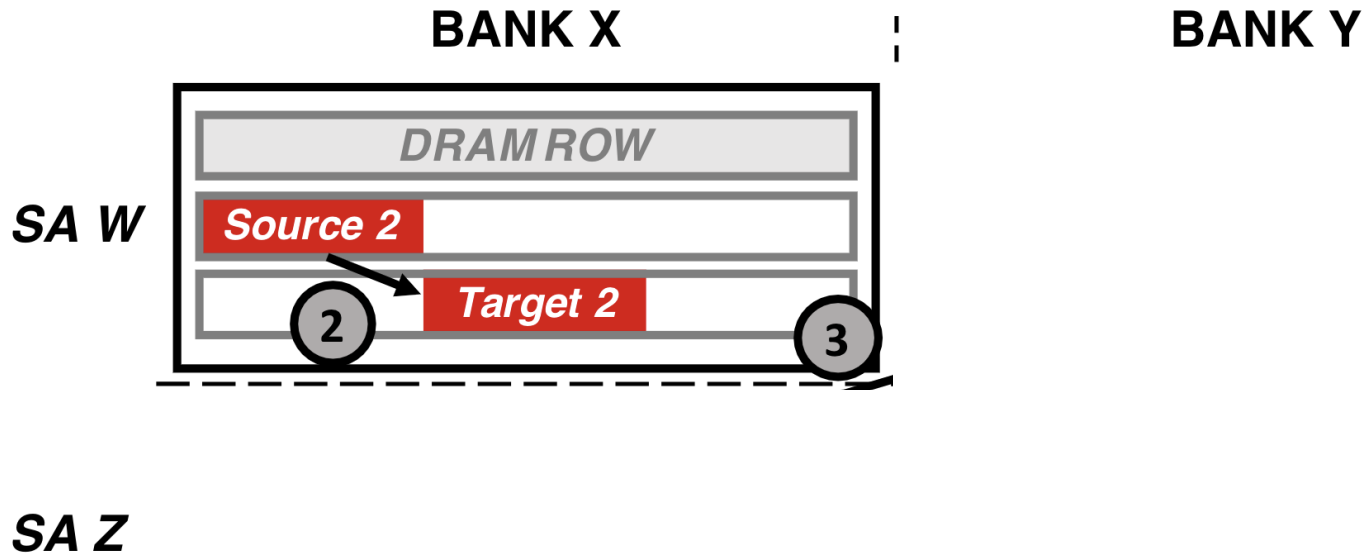 BANK X
BANK Y
DRAM ROW
SA W
Source 2
Target 2
2
3
SA Z